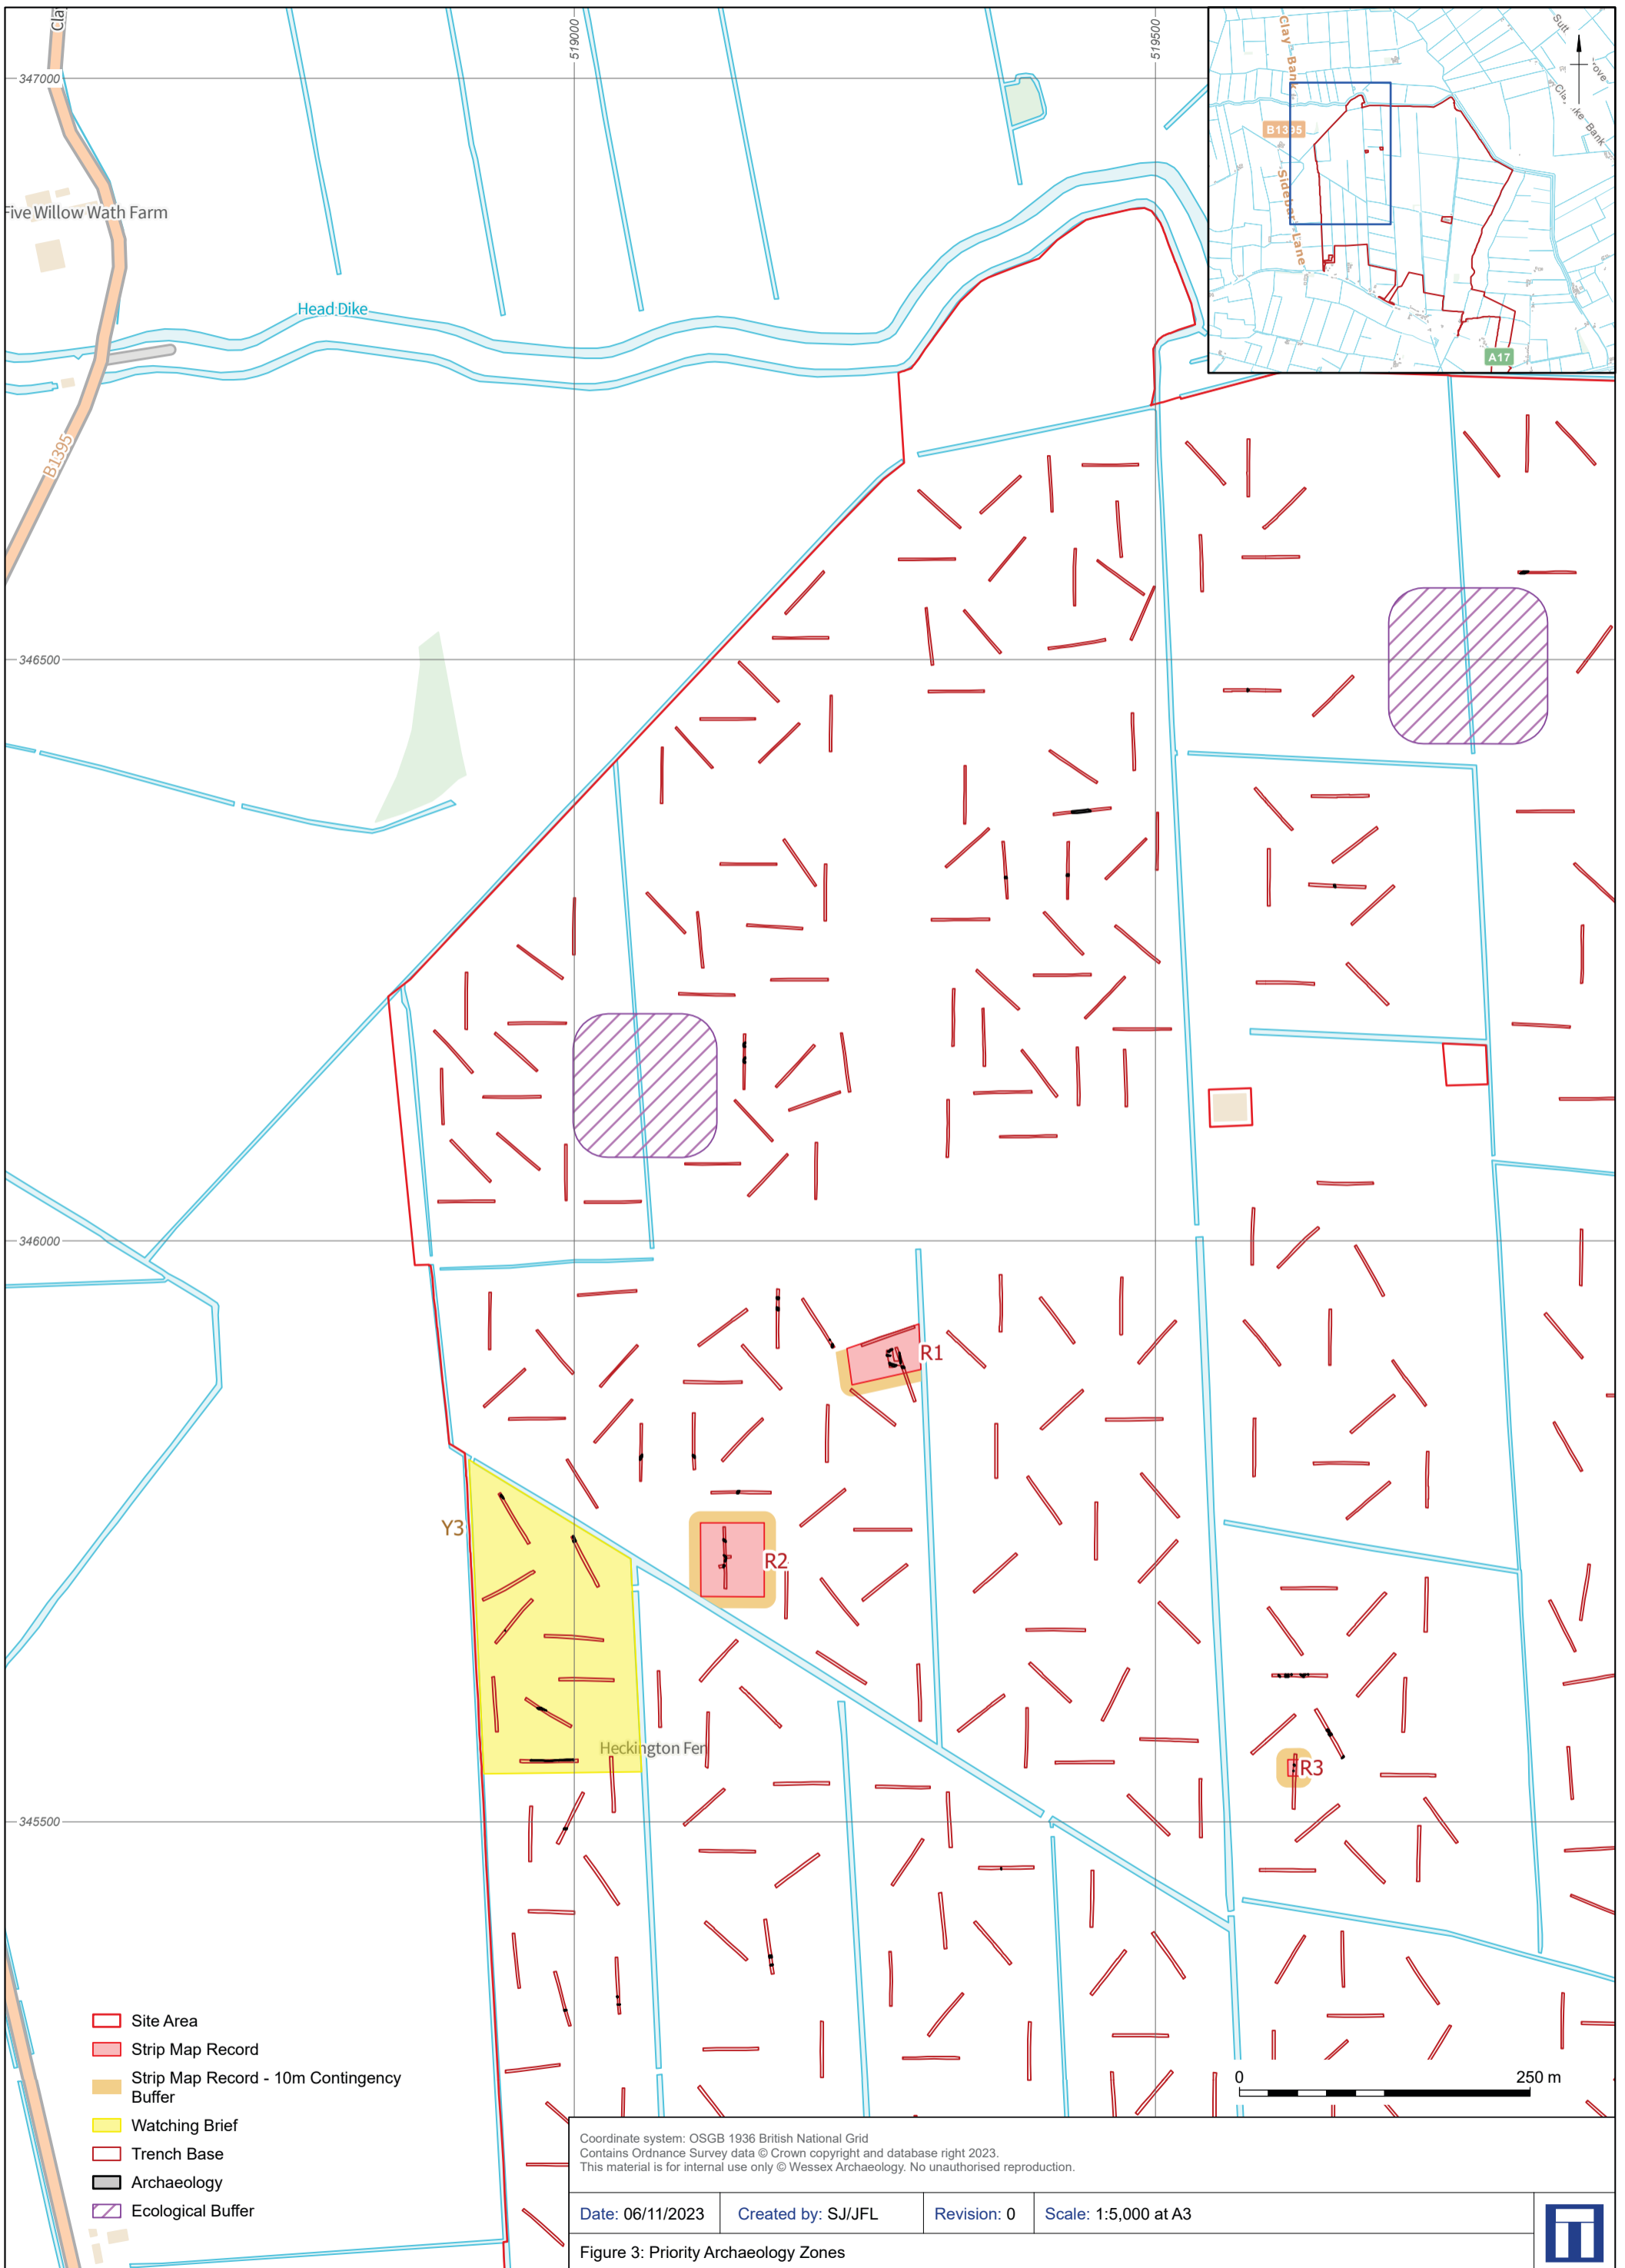 Cla
519000
519500
347000
Five Willow Wath Farm
Head Dike
B1395
Clay Bank
B1395
Sidebar Lane
Sutt
Clay
ke Bank
A17
346500
346000
R1
Y3
R2
Heckington Fen
R3
345500
Site Area
Strip Map Record
Strip Map Record - 10m Contingency
Buffer
Watching Brief
Trench Base
Archaeology
Ecological Buffer
0
250 m
Coordinate system: OSGB 1936 British National Grid
Contains Ordnance Survey data © Crown copyright and database right 2023.
This material is for internal use only © Wessex Archaeology. No unauthorised reproduction.
Date: 06/11/2023
Created by: SJ/JFL
Revision: 0
Scale: 1:5,000 at A3
Figure 3: Priority Archaeology Zones